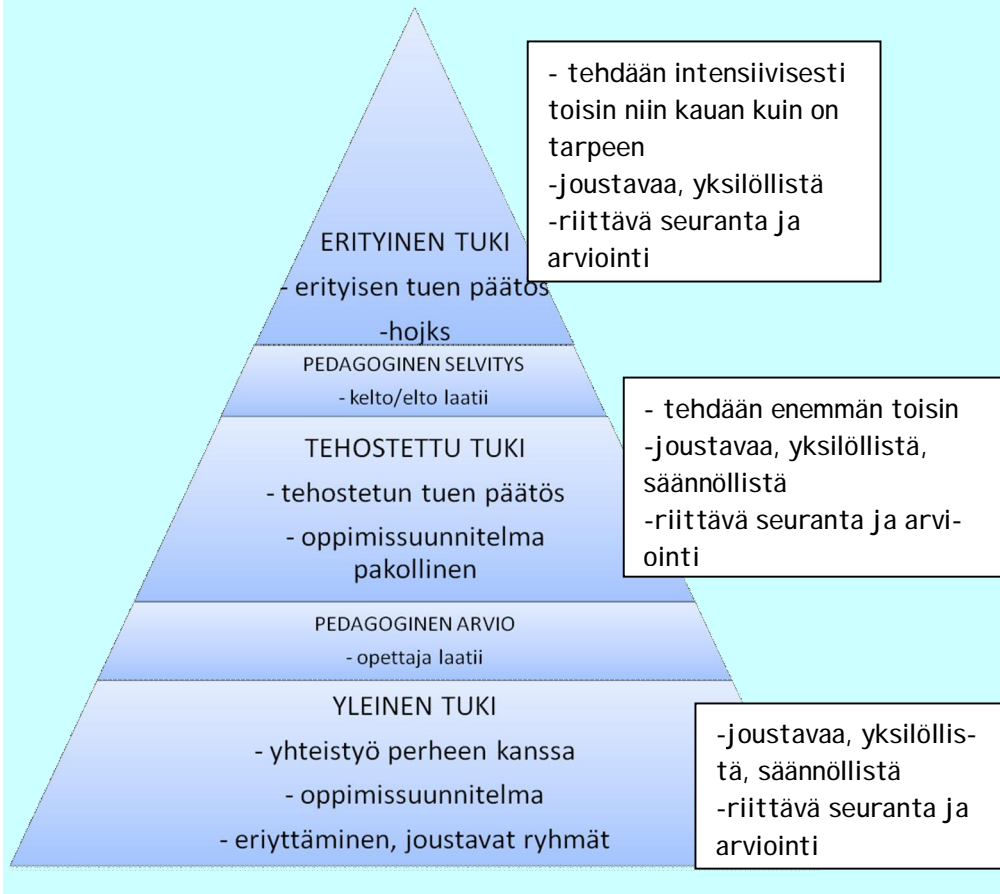 - tehdään intensiivisesti
toisin niin kauan kuin on
tarpeen
-joustavaa, yksilöllistä
-riittävä seuranta ja
arviointi
ERITYINEN TUKI
- erityisen tuen päätös
-hojks
PEDAGOGINEN SELVITYS
- kelto/elto laatii
- tehdään enemmän toisin
-joustavaa, yksilöllistä,
säännöllistä
-riittävä seuranta ja arvi-
ointi
TEHOSTETTU TUKI
- tehostetun tuen päätös
- oppimissuunnitelma
pakollinen
PEDAGOGINEN ARVIO
- opettaja laatii
YLEINEN TUKI
- yhteistyö perheen kanssa
- oppimissuunnitelma
- eriyttäminen, joustavat ryhmät
-joustavaa, yksilöllis-
tä, säännöllistä
-riittävä seuranta ja
arviointi